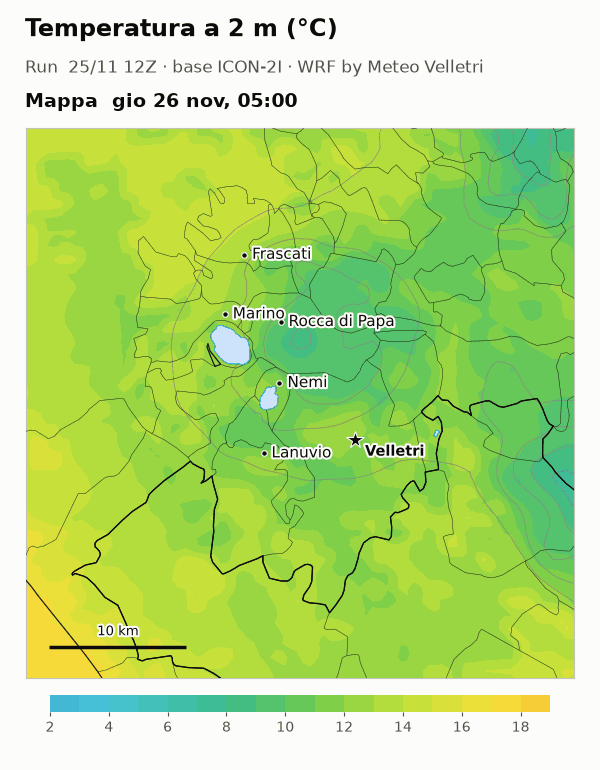 Temperatura a 2 m (°C)
Run  25/11 12Z · base ICON-2I · WRF by Meteo Velletri
Mappa  gio 26 nov, 05:00
Frascati
Marino
Rocca di Papa
Nemi
Velletri
Lanuvio
10 km
2 4 6 8 10 12 14 16 18